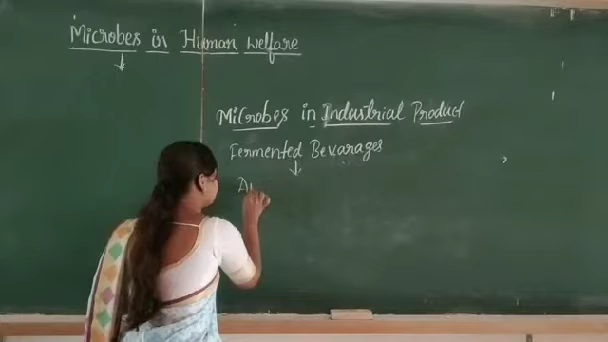 Microbes in Human welfare
Microbes in Industrial Product
Fermented Bevarages